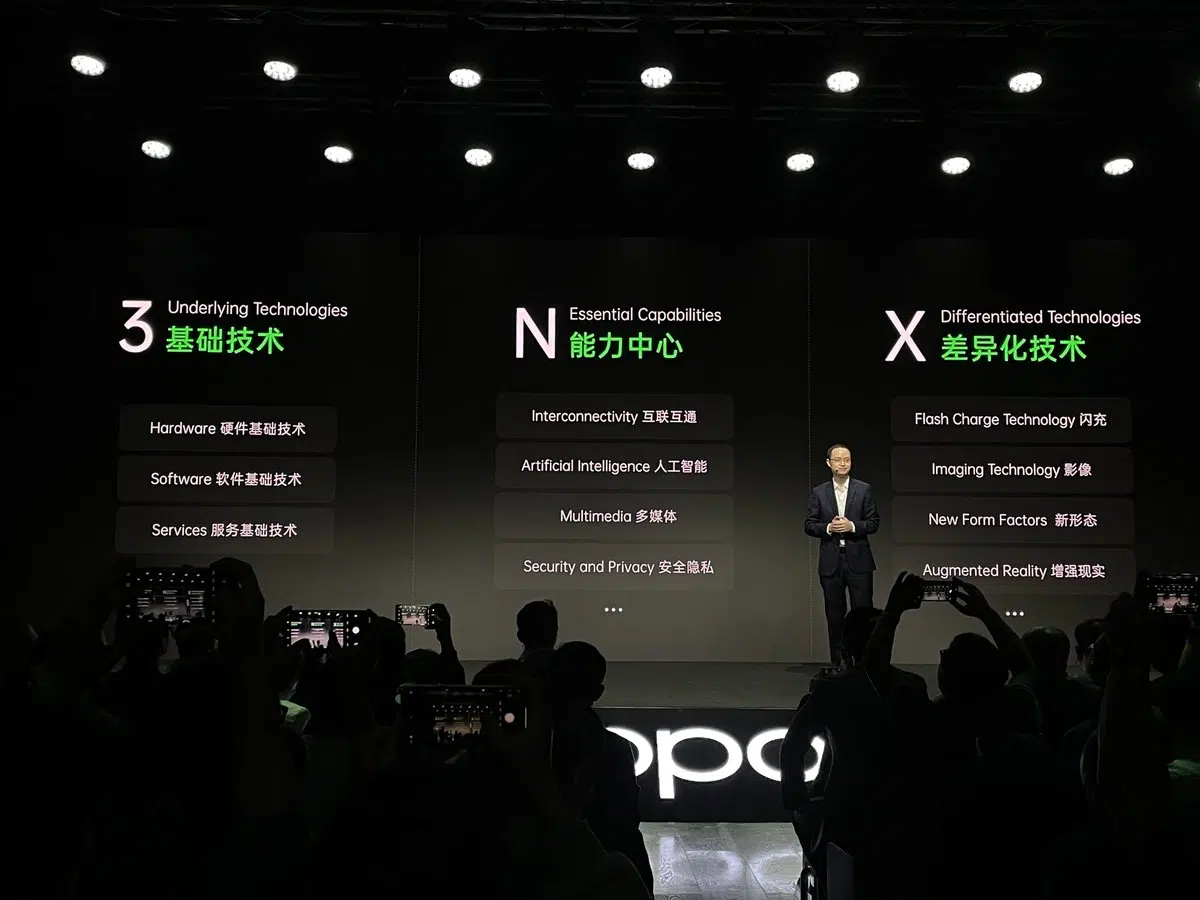 3
Underlying Technologies
基础技术
Hardware 硬件基础技术
Software 软件基础技术
Services 服务基础技术
N
Essential Capabilities
能力中心
Interconnectivity 互联互通
Artificial Intelligence 人工智能
Multimedia 多媒体
Security and Privacy 安全隐私
...
X
Differentiated Technologies
差异化技术
Flash Charge Technology 闪充
Imaging Technology 影像
New Form Factors 新形态
Augmented Reality 增强现实
...
oppo